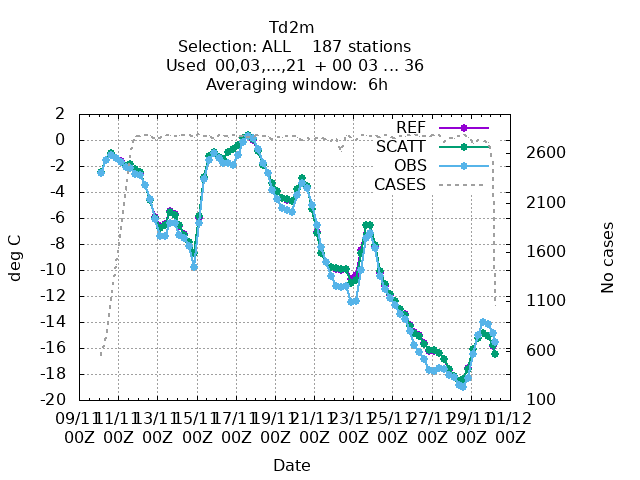 Td2m
Selection: ALL    187 stations
Used  00,03,...,21  + 00 03 ... 36
Averaging window:  6h
REF
SCATT
OBS
CASES
2
0
-2
-4
-6
-8
-10
-12
-14
-16
-18
-20
deg C
2600
2100
1600
1100
600
100
No cases
09/11 11/11 13/11 15/11 17/11 19/11 21/11 23/11 25/11 27/11 29/11 01/12
00Z 00Z 00Z 00Z 00Z 00Z 00Z 00Z 00Z 00Z 00Z 00Z
Date